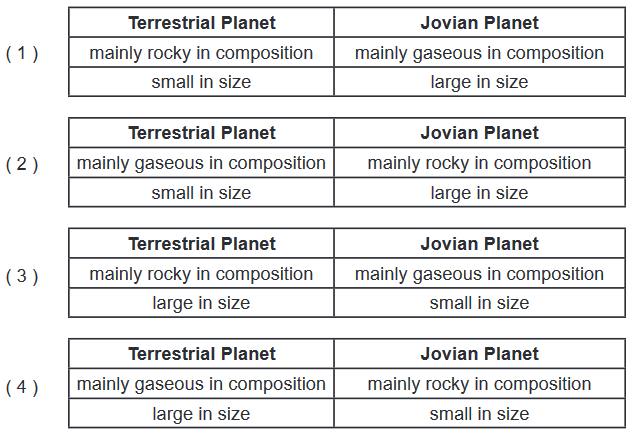 Terrestrial Planet Jovian Planet
( 1 ) mainly rocky in composition mainly gaseous in composition
small in size large in size
Terrestrial Planet Jovian Planet
( 2 ) mainly gaseous in composition mainly rocky in composition
small in size large in size
Terrestrial Planet Jovian Planet
( 3 ) mainly rocky in composition mainly gaseous in composition
large in size small in size
Terrestrial Planet Jovian Planet
( 4 ) mainly gaseous in composition mainly rocky in composition
large in size small in size